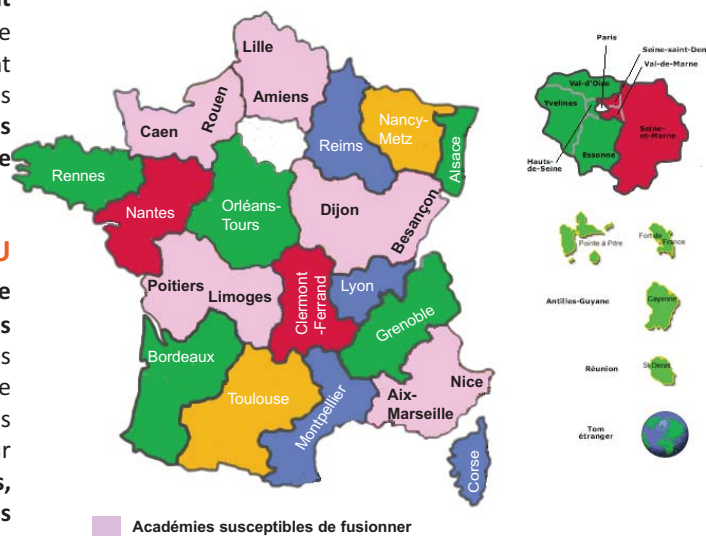 t
e
nt
s
s
e
U
e
s
s
e
s
ur
s,
s
Lille
Amiens
Rouen
Caen
Reims
Nancy-
Metz
Alsace
Rennes
Nantes
Orléans-
Tours
Dijon
Besançon
Poitiers
Limoges
Clermont
-Ferrand
Lyon
Grenoble
Bordeaux
Toulouse
Montpellier
Aix-
Marseille
Nice
Corse
Académies susceptibles de fusionner
Paris
Seine-saint-Den
Val-de-Marne
Val-d'Oise
Yvelines
Seine-
et-Marne
Essonne
Hauts-
de-Seine
Pointe à Pitre
Fort de
France
Antilles-Guyane
Cayenne
Réunion
St Denis
Tom
étranger